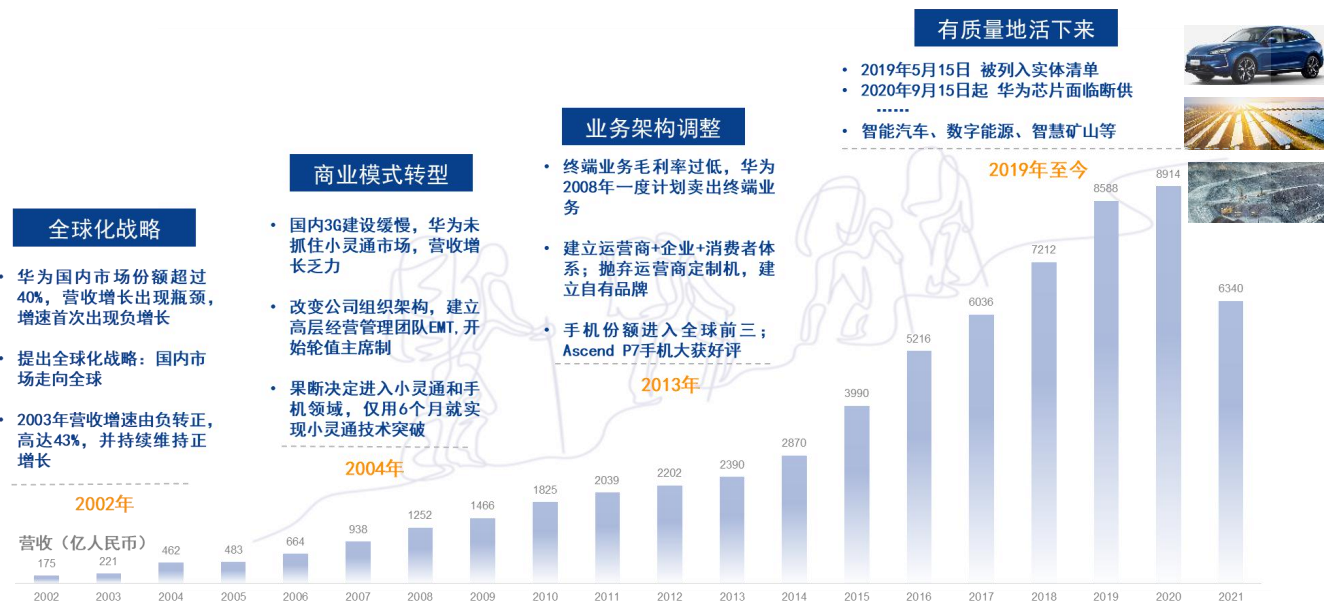 全球化战略
• 华为国内市场份额超过
40%，营收增长出现瓶颈，
增速首次出现负增长
• 提出全球化战略：国内市
场走向全球
• 2003年营收增速由负转正，
高达43%，并持续维持正
增长
2002年
商业模式转型
• 国内3G建设缓慢，华为未
抓住小灵通市场，营收增
长乏力
• 改变公司组织架构，建立
高层经营管理团队EMT,开
始轮值主席制
• 果断决定进入小灵通和手
机领域，仅用6个月就实
现小灵通技术突破
2004年
业务架构调整
• 终端业务毛利率过低，华为
2008年一度计划卖出终端业
务
• 建立运营商+企业+消费者体
系；抛弃运营商定制机，建
立自有品牌
• 手机份额进入全球前三；
Ascend P7手机大获好评
2013年
有质量地活下来
• 2019年5月15日 被列入实体清单
• 2020年9月15日起 华为芯片面临断供
……
• 智能汽车、数字能源、智慧矿山等
2019年至今
营收（亿人民币）
175 221 462 483 664 938 1252 1466 1825 2039 2202 2390 2870 3990 5216 6036 7212 8588 8914 6340
2002 2003 2004 2005 2006 2007 2008 2009 2010 2011 2012 2013 2014 2015 2016 2017 2018 2019 2020 2021